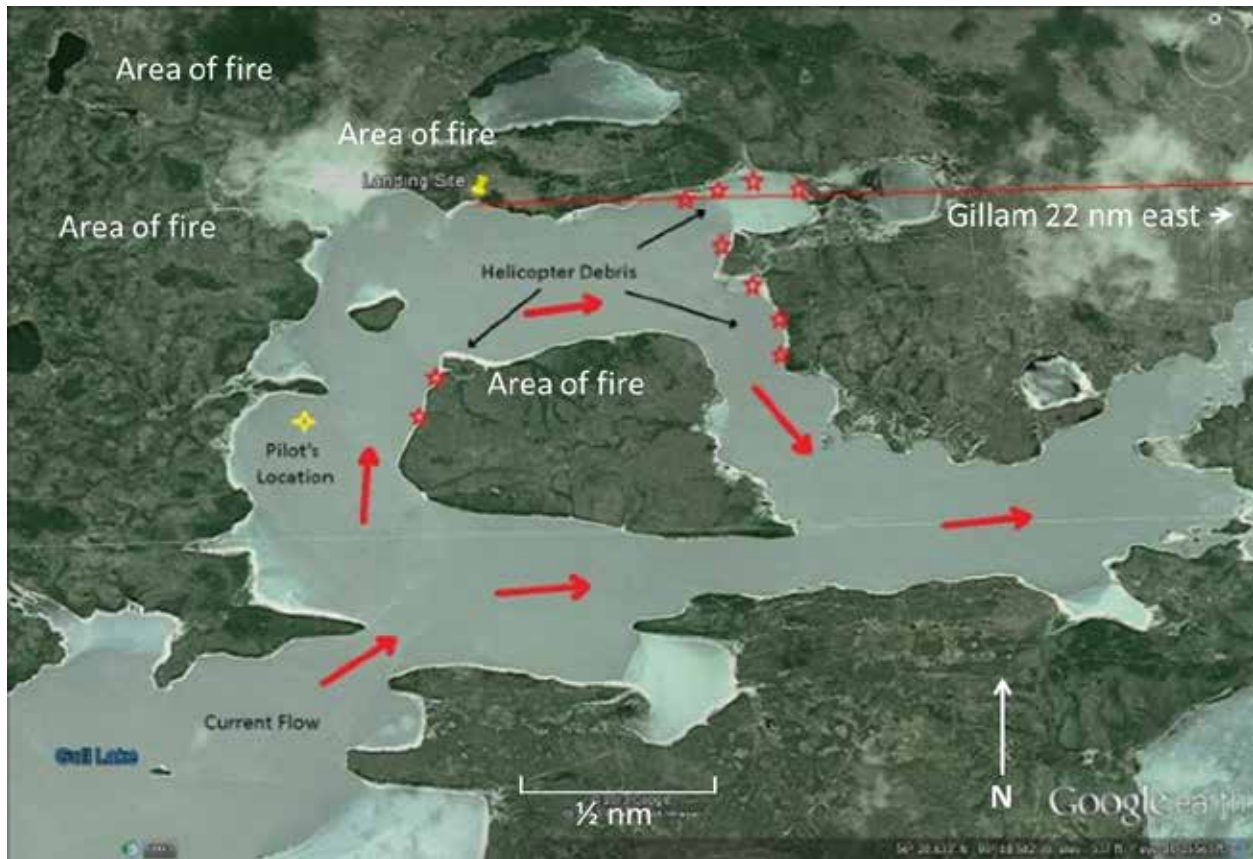 Area of fire
Area of fire
Landing Site
Area of fire
Gillam 22 nm east
Helicopter Debris
Area of fire
Pilot's
Location
Current Flow
Gull Lake
½ nm
N
Google earth